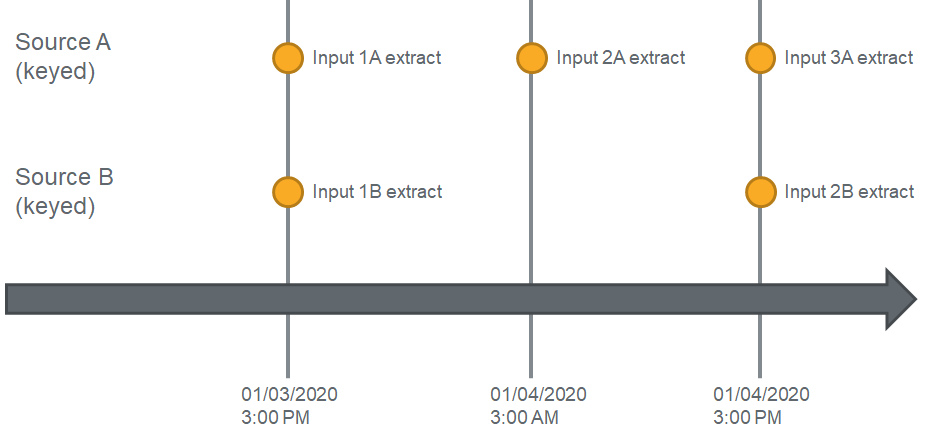 Source A
(keyed)
Input 1A extract
Input 2A extract
Input 3A extract
Source B
(keyed)
Input 1B extract
Input 2B extract
01/03/2020
3:00 PM
01/04/2020
3:00 AM
01/04/2020
3:00 PM